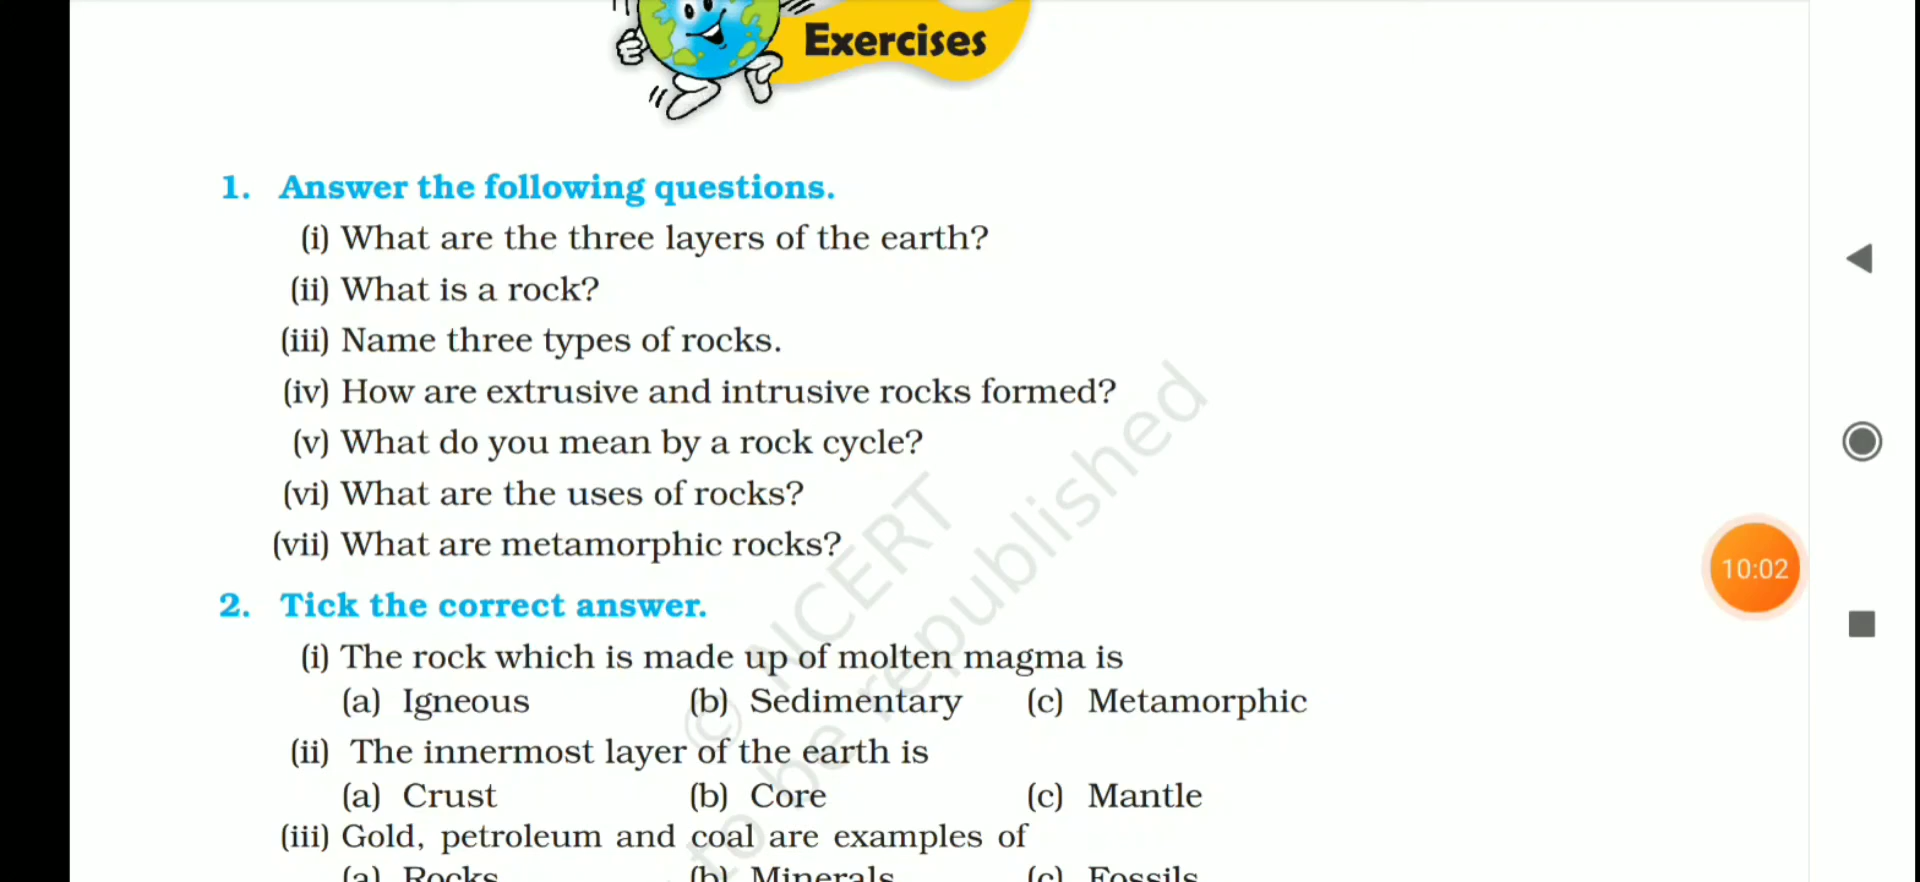 Exercises
1. Answer the following questions.
(i) What are the three layers of the earth?
(ii) What is a rock?
(iii) Name three types of rocks.
(iv) How are extrusive and intrusive rocks formed?
(v) What do you mean by a rock cycle?
(vi) What are the uses of rocks?
(vii) What are metamorphic rocks?
2. Tick the correct answer.
(i) The rock which is made up of molten magma is
(a) Igneous (b) Sedimentary (c) Metamorphic
(ii) The innermost layer of the earth is
(a) Crust (b) Core (c) Mantle
(iii) Gold, petroleum and coal are examples of
(a) Rocks (b) Minerals (c) Fossils
© NCERT
to be republished
10:02